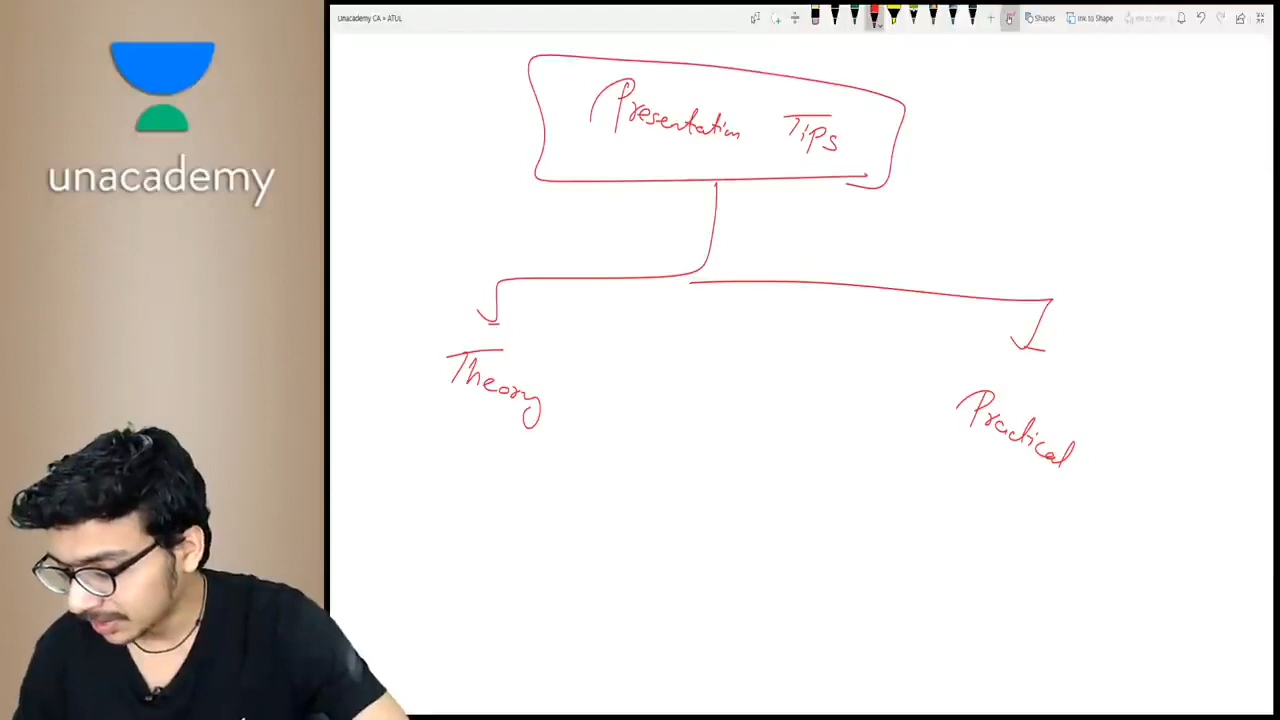 unacademy
Unacademy CA » ATUL
Shapes
Ink to Shape
Presentation Tips
Theory
Practical